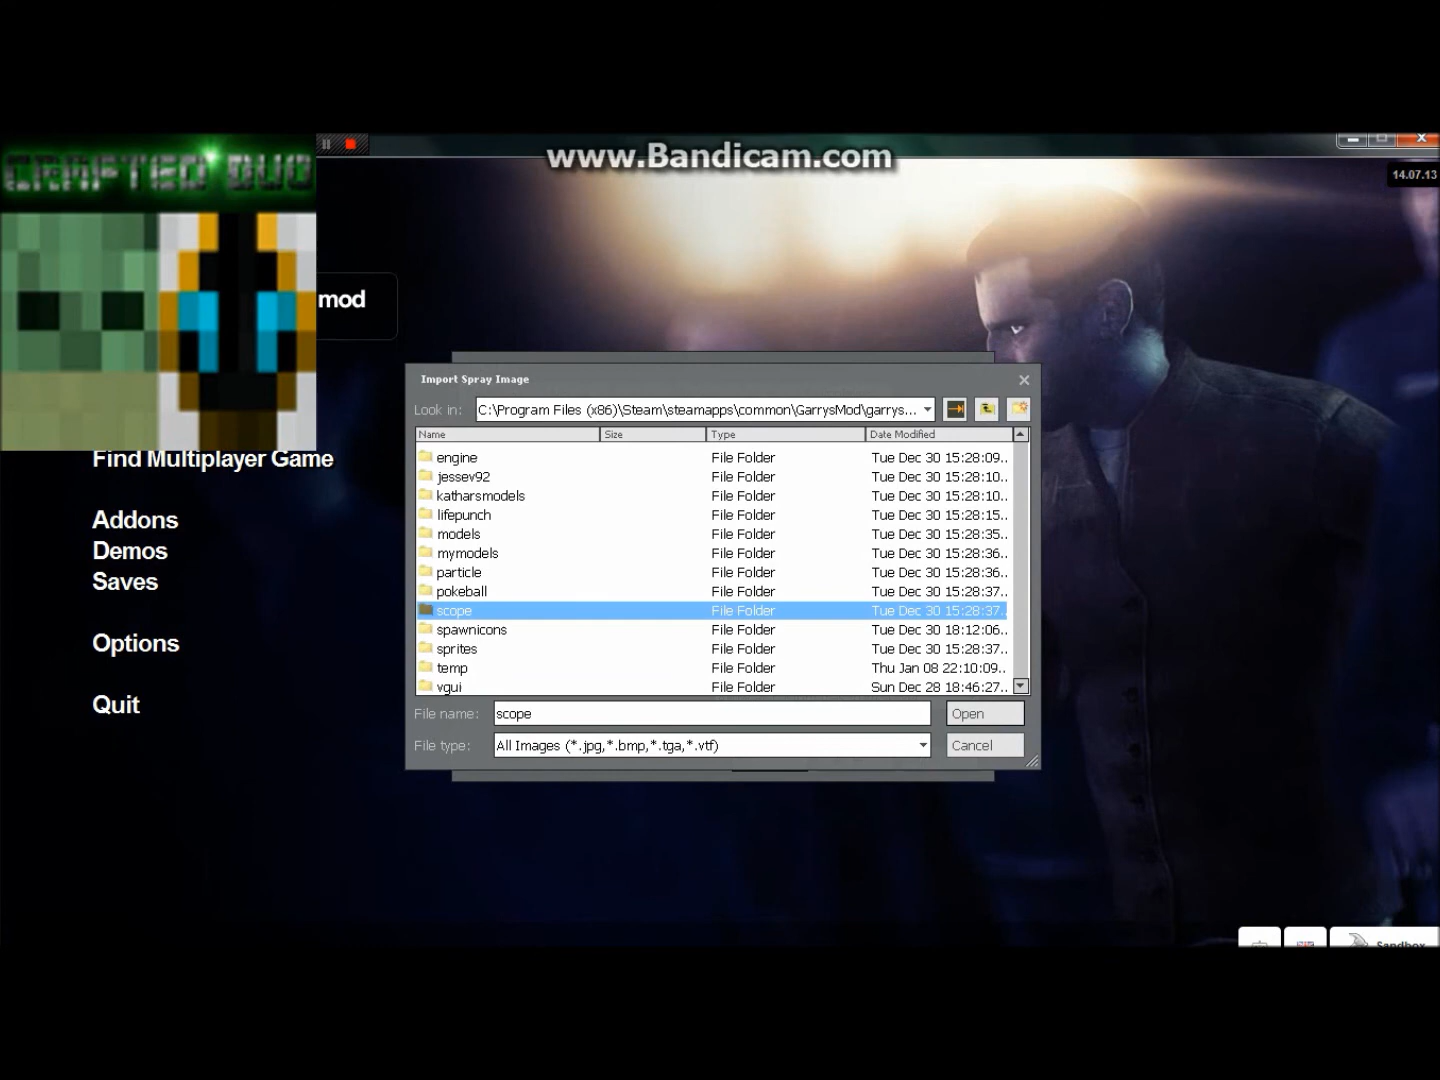 www.Bandicam.com
CRAFTED DUO
14.07.13
mod
Import Spray Image
Look in: C:\Program Files (x86)\Steam\steamapps\common\GarrysMod\garrys...
Name Size Type Date Modified
engine File Folder Tue Dec 30 15:28:09..
jessev92 File Folder Tue Dec 30 15:28:10..
katharsmodels File Folder Tue Dec 30 15:28:10..
lifepunch File Folder Tue Dec 30 15:28:15..
models File Folder Tue Dec 30 15:28:35..
mymodels File Folder Tue Dec 30 15:28:36..
particle File Folder Tue Dec 30 15:28:36..
pokeball File Folder Tue Dec 30 15:28:37..
scope File Folder Tue Dec 30 15:28:37..
spawnicons File Folder Tue Dec 30 18:12:06..
sprites File Folder Tue Dec 30 15:28:37..
temp File Folder Thu Jan 08 22:10:09..
vgui File Folder Sun Dec 28 18:46:27..
File name: scope Open
File type: All Images (*.jpg,*.bmp,*.tga,*.vtf) Cancel
Find Multiplayer Game
Addons
Demos
Saves
Options
Quit
Sandbox